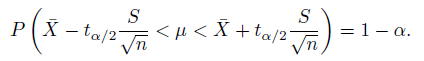 P(X̄ − t_{α/2} S/√n < μ < X̄ + t_{α/2} S/√n) = 1 − α.